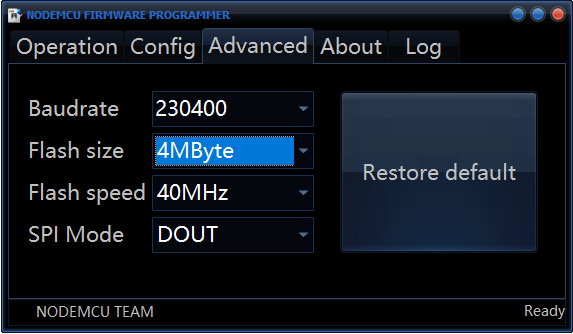 NODEMCU FIRMWARE PROGRAMMER
Operation Config Advanced About Log
Baudrate 230400
Flash size 4MByte
Flash speed 40MHz
SPI Mode DOUT
Restore default
NODEMCU TEAM Ready